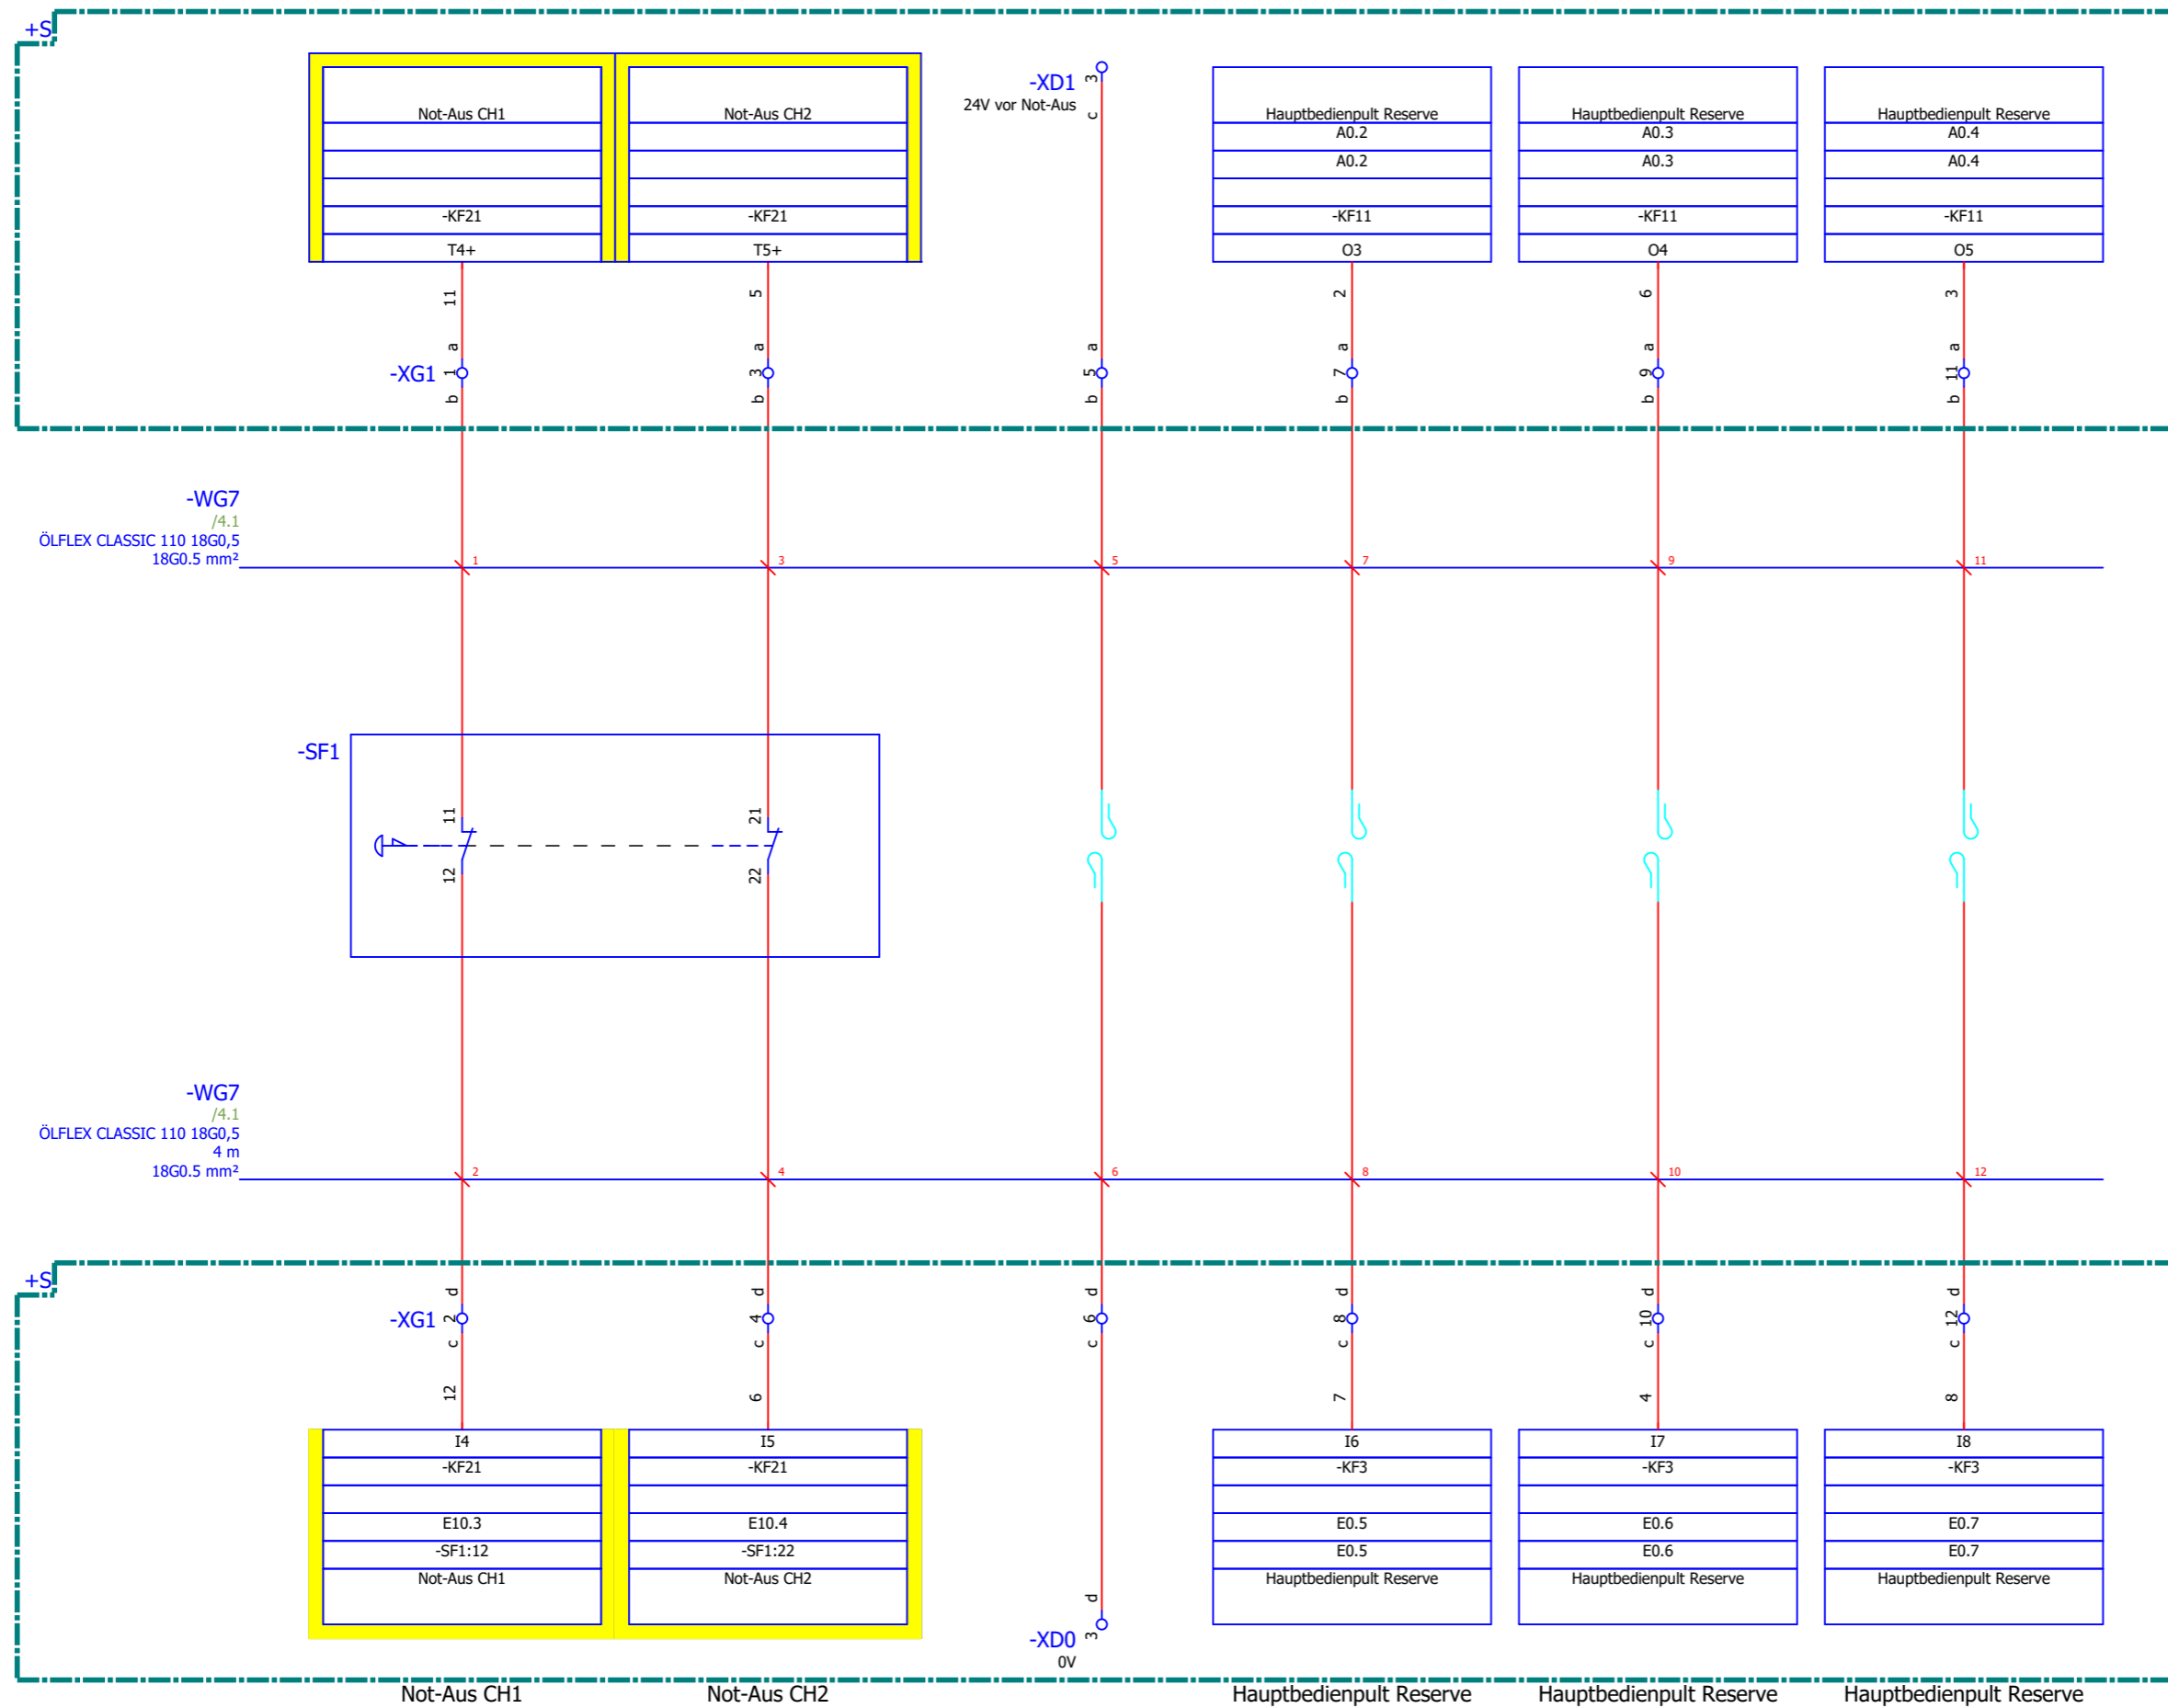 +S
Not-Aus CH1 Not-Aus CH2 -XD1 3 Hauptbedienpult Reserve Hauptbedienpult Reserve Hauptbedienpult Reserve
24V vor Not-Aus c
A0.2 A0.3 A0.4
A0.2 A0.3 A0.4
-KF21 -KF21 -KF11 -KF11 -KF11
T4+ T5+ O3 O4 O5
11 5 2 6 3
a a a a a a
-XG1 1 3 5 7 9 11
b b b b b b
-WG7
/4.1
ÖLFLEX CLASSIC 110 18G0,5
18G0.5 mm²
1 3 5 7 9 11
-SF1
11 21
12 22
-WG7
/4.1
ÖLFLEX CLASSIC 110 18G0,5
4 m
18G0.5 mm²
2 4 6 8 10 12
+S
d d d d d d
-XG1 2 4 6 8 10 12
c c c c c c
12 6 7 4 8
I4 I5 I6 I7 I8
-KF21 -KF21 -KF3 -KF3 -KF3
E10.3 E10.4 E0.5 E0.6 E0.7
-SF1:12 -SF1:22 E0.5 E0.6 E0.7
Not-Aus CH1 Not-Aus CH2 Hauptbedienpult Reserve Hauptbedienpult Reserve Hauptbedienpult Reserve
d
-XD0 3
0V
Not-Aus CH1 Not-Aus CH2 Hauptbedienpult Reserve Hauptbedienpult Reserve Hauptbedienpult Reserve